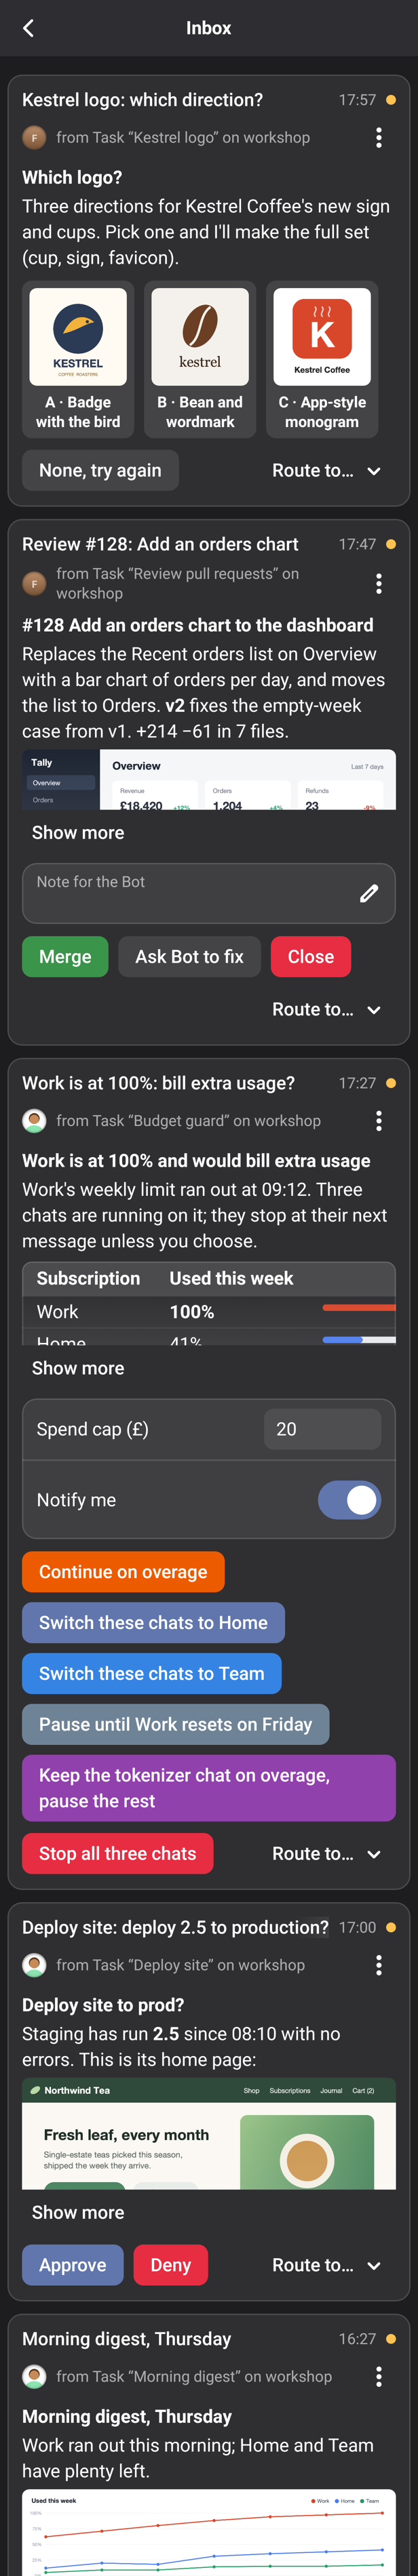 Inbox
Kestrel logo: which direction?
17:57
F
from Task “Kestrel logo” on workshop
Which logo?
Three directions for Kestrel Coffee's new sign
and cups. Pick one and I'll make the full set
(cup, sign, favicon).
KESTREL
COFFEE ROASTERS
kestrel
K
Kestrel Coffee
A · Badge
with the bird
B · Bean and
wordmark
C · App-style
monogram
None, try again
Route to...
Review #128: Add an orders chart
17:47
F
from Task “Review pull requests” on
workshop
#128 Add an orders chart to the dashboard
Replaces the Recent orders list on Overview
with a bar chart of orders per day, and moves
the list to Orders. v2 fixes the empty-week
case from v1. +214 −61 in 7 files.
Tally
Overview
Last 7 days
Overview
Orders
Revenue
Orders
Refunds
£18,420
+12%
1,204
+4%
23
-9%
Show more
Note for the Bot
Merge
Ask Bot to fix
Close
Route to...
Work is at 100%: bill extra usage?
17:27
from Task “Budget guard” on workshop
Work is at 100% and would bill extra usage
Work's weekly limit ran out at 09:12. Three
chats are running on it; they stop at their next
message unless you choose.
Subscription
Used this week
Work
100%
Home
41%
Show more
Spend cap (£)
20
Notify me
Continue on overage
Switch these chats to Home
Switch these chats to Team
Pause until Work resets on Friday
Keep the tokenizer chat on overage,
pause the rest
Stop all three chats
Route to...
Deploy site: deploy 2.5 to production?
17:00
from Task “Deploy site” on workshop
Deploy site to prod?
Staging has run 2.5 since 08:10 with no
errors. This is its home page:
Northwind Tea
Shop
Subscriptions
Journal
Cart (2)
Fresh leaf, every month
Single-estate teas picked this season,
shipped the week they arrive.
Show more
Approve
Deny
Route to...
Morning digest, Thursday
16:27
from Task “Morning digest” on workshop
Morning digest, Thursday
Work ran out this morning; Home and Team
have plenty left.
Used this week
Work
Home
Team
100%
75%
50%
25%